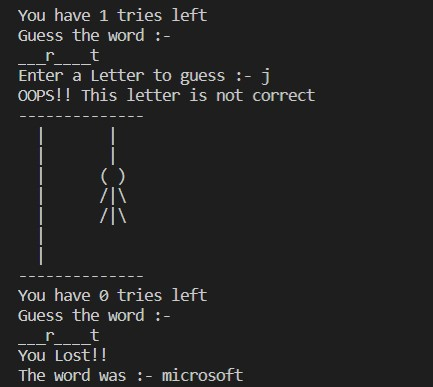 You have 1 tries left
Guess the word :-
___r____t
Enter a Letter to guess :- j
OOPS!! This letter is not correct
--------------
  |       |
  |       |
  |      ( )
  |      /|\
  |      /|\
  |
  |
--------------
You have 0 tries left
Guess the word :-
___r____t
You Lost!!
The word was :- microsoft